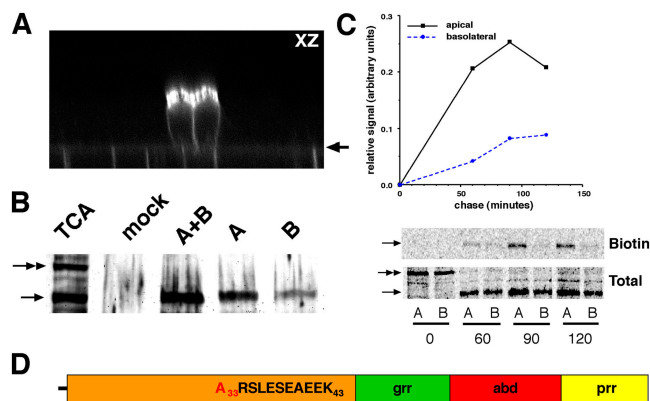 A
XZ
B
TCA
mock
A+B
A
B
C
apical
basolateral
relative signal (arbitrary units)
0.3
0.2
0.1
0.0
0
50
100
150
chase (minutes)
Biotin
Total
A B A B A B A B
0 60 90 120
D
A33RSLESEAEEK43
grr
abd
prr